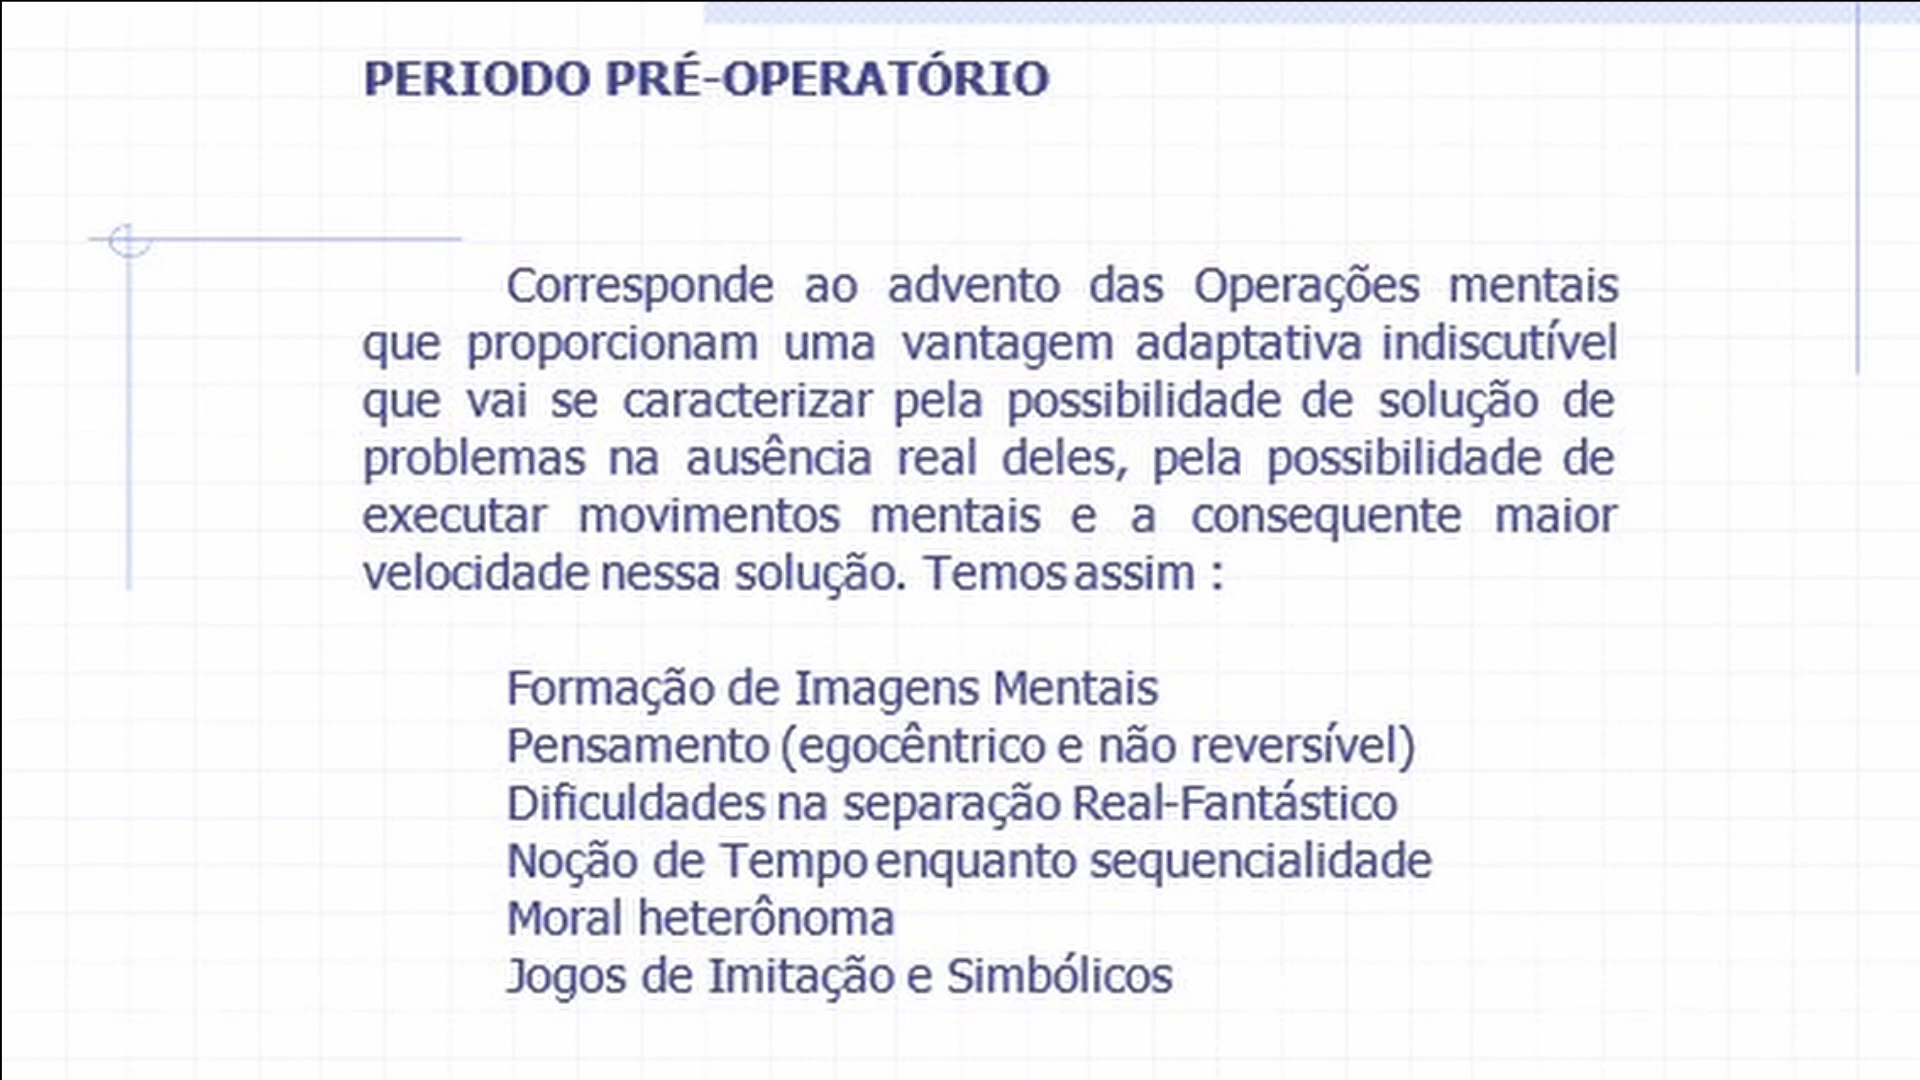 PERIODO PRÉ-OPERATÓRIO
Corresponde ao advento das Operações mentais
que proporcionam uma vantagem adaptativa indiscutível
que vai se caracterizar pela possibilidade de solução de
problemas na ausência real deles, pela possibilidade de
executar movimentos mentais e a consequente maior
velocidade nessa solução. Temos assim :
Formação de Imagens Mentais
Pensamento (egocêntrico e não reversível)
Dificuldades na separação Real-Fantástico
Noção de Tempo enquanto sequencialidade
Moral heterônoma
Jogos de Imitação e Simbólicos